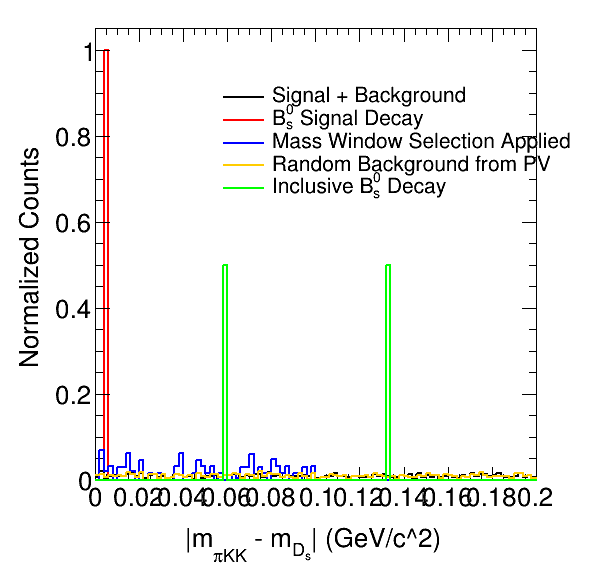 1
0.8
0.6
0.4
0.2
0
Normalized Counts
Signal + Background
B⁰ₛ Signal Decay
Mass Window Selection Applied
Random Background from PV
Inclusive B⁰ₛ Decay
0 0.02 0.04 0.06 0.08 0.1 0.12 0.14 0.16 0.18 0.2
|m_πKK - m_Dₛ| (GeV/c^2)